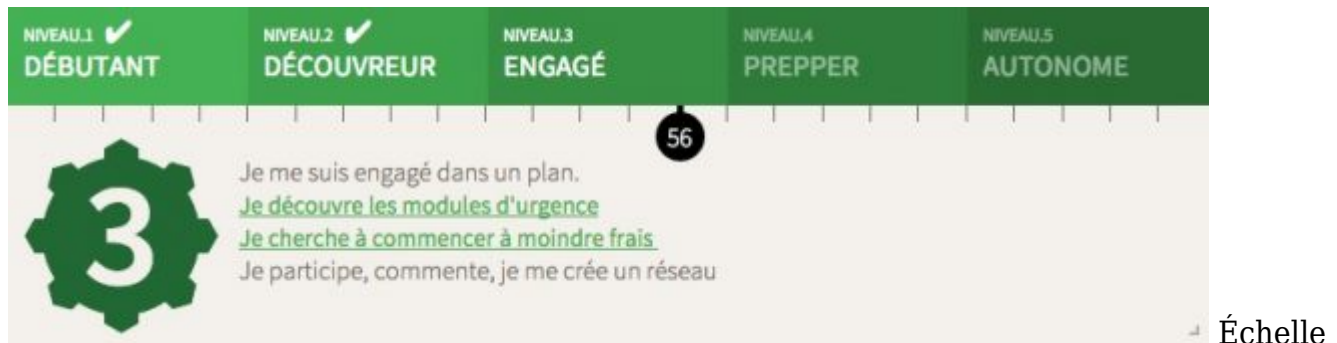 NIVEAU.1 ✔
DÉBUTANT
NIVEAU.2 ✔
DÉCOUVREUR
NIVEAU.3
ENGAGÉ
NIVEAU.4
PREPPER
NIVEAU.5
AUTONOME
56
3
Je me suis engagé dans un plan.
Je découvre les modules d'urgence
Je cherche à commencer à moindre frais
Je participe, commente, je me crée un réseau
Échelle